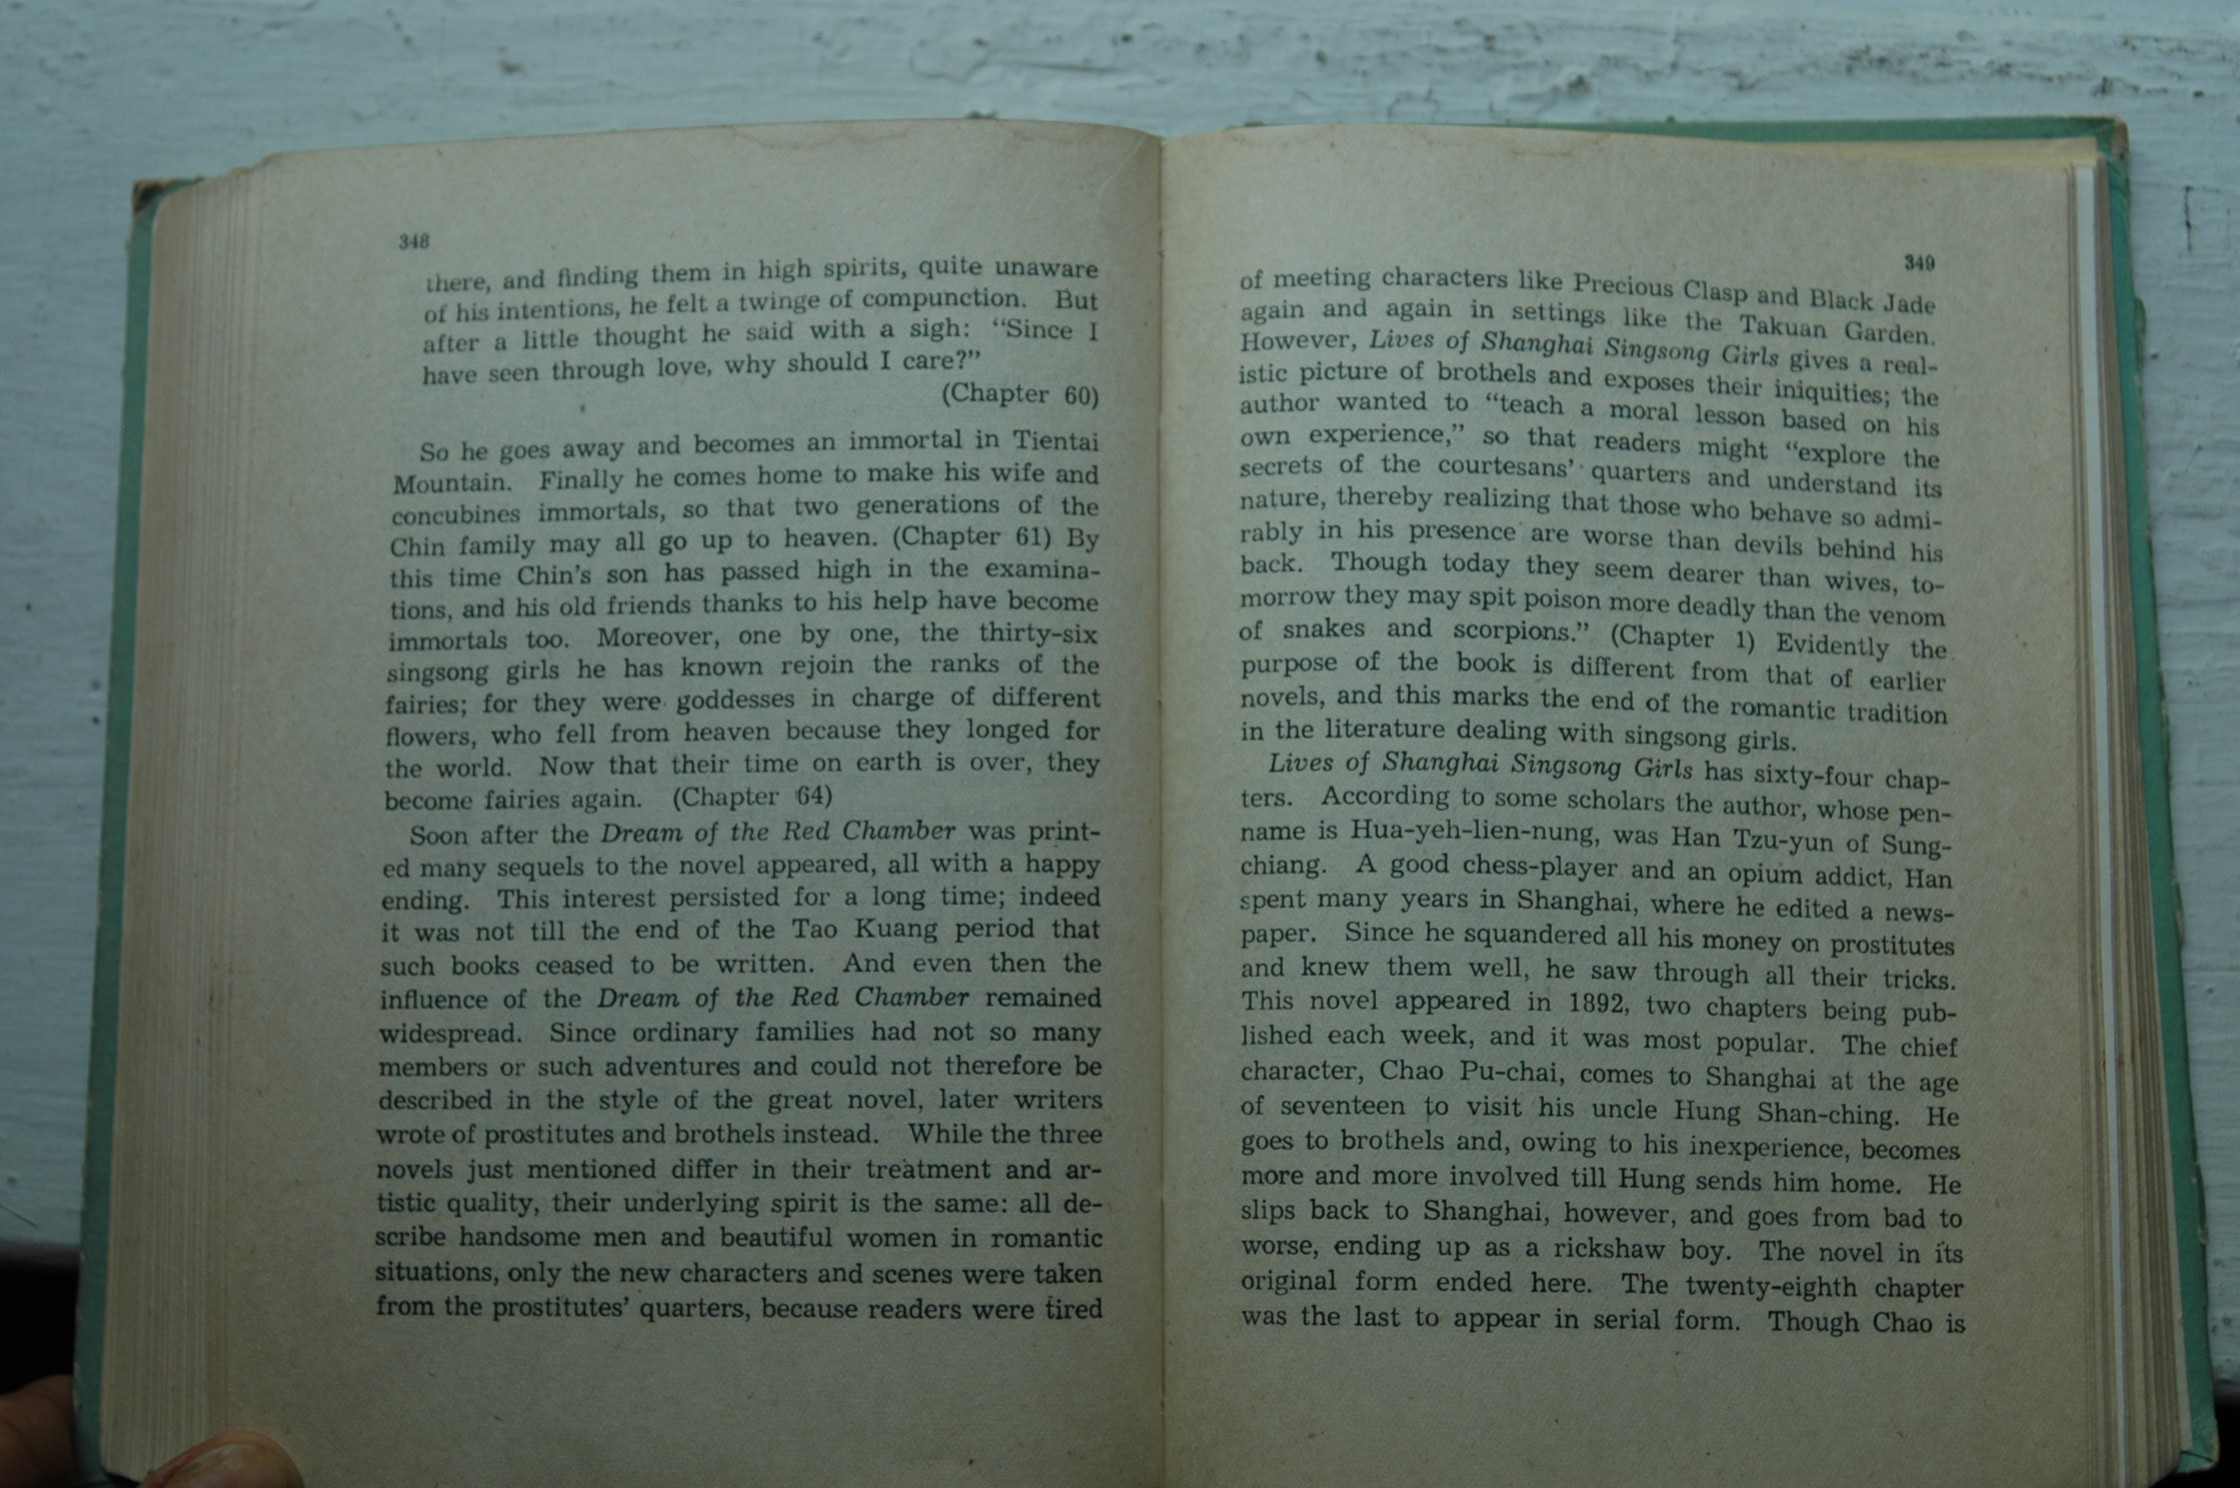 348
there, and finding them in high spirits, quite unaware
of his intentions, he felt a twinge of compunction. But
after a little thought he said with a sigh: “Since I
have seen through love, why should I care?”
(Chapter 60)
So he goes away and becomes an immortal in Tientai
Mountain. Finally he comes home to make his wife and
concubines immortals, so that two generations of the
Chin family may all go up to heaven. (Chapter 61) By
this time Chin’s son has passed high in the examina-
tions, and his old friends thanks to his help have become
immortals too. Moreover, one by one, the thirty-six
singsong girls he has known rejoin the ranks of the
fairies; for they were goddesses in charge of different
flowers, who fell from heaven because they longed for
the world. Now that their time on earth is over, they
become fairies again. (Chapter 64)
Soon after the Dream of the Red Chamber was print-
ed many sequels to the novel appeared, all with a happy
ending. This interest persisted for a long time; indeed
it was not till the end of the Tao Kuang period that
such books ceased to be written. And even then the
influence of the Dream of the Red Chamber remained
widespread. Since ordinary families had not so many
members or such adventures and could not therefore be
described in the style of the great novel, later writers
wrote of prostitutes and brothels instead. While the three
novels just mentioned differ in their treatment and ar-
tistic quality, their underlying spirit is the same: all de-
scribe handsome men and beautiful women in romantic
situations, only the new characters and scenes were taken
from the prostitutes’ quarters, because readers were tired
349
of meeting characters like Precious Clasp and Black Jade
again and again in settings like the Takuan Garden.
However, Lives of Shanghai Singsong Girls gives a real-
istic picture of brothels and exposes their iniquities; the
author wanted to “teach a moral lesson based on his
own experience,” so that readers might “explore the
secrets of the courtesans’ quarters and understand its
nature, thereby realizing that those who behave so admi-
rably in his presence are worse than devils behind his
back. Though today they seem dearer than wives, to-
morrow they may spit poison more deadly than the venom
of snakes and scorpions.” (Chapter 1) Evidently the
purpose of the book is different from that of earlier
novels, and this marks the end of the romantic tradition
in the literature dealing with singsong girls.
Lives of Shanghai Singsong Girls has sixty-four chap-
ters. According to some scholars the author, whose pen-
name is Hua-yeh-lien-nung, was Han Tzu-yun of Sung-
chiang. A good chess-player and an opium addict, Han
spent many years in Shanghai, where he edited a news-
paper. Since he squandered all his money on prostitutes
and knew them well, he saw through all their tricks.
This novel appeared in 1892, two chapters being pub-
lished each week, and it was most popular. The chief
character, Chao Pu-chai, comes to Shanghai at the age
of seventeen to visit his uncle Hung Shan-ching. He
goes to brothels and, owing to his inexperience, becomes
more and more involved till Hung sends him home. He
slips back to Shanghai, however, and goes from bad to
worse, ending up as a rickshaw boy. The novel in its
original form ended here. The twenty-eighth chapter
was the last to appear in serial form. Though Chao is